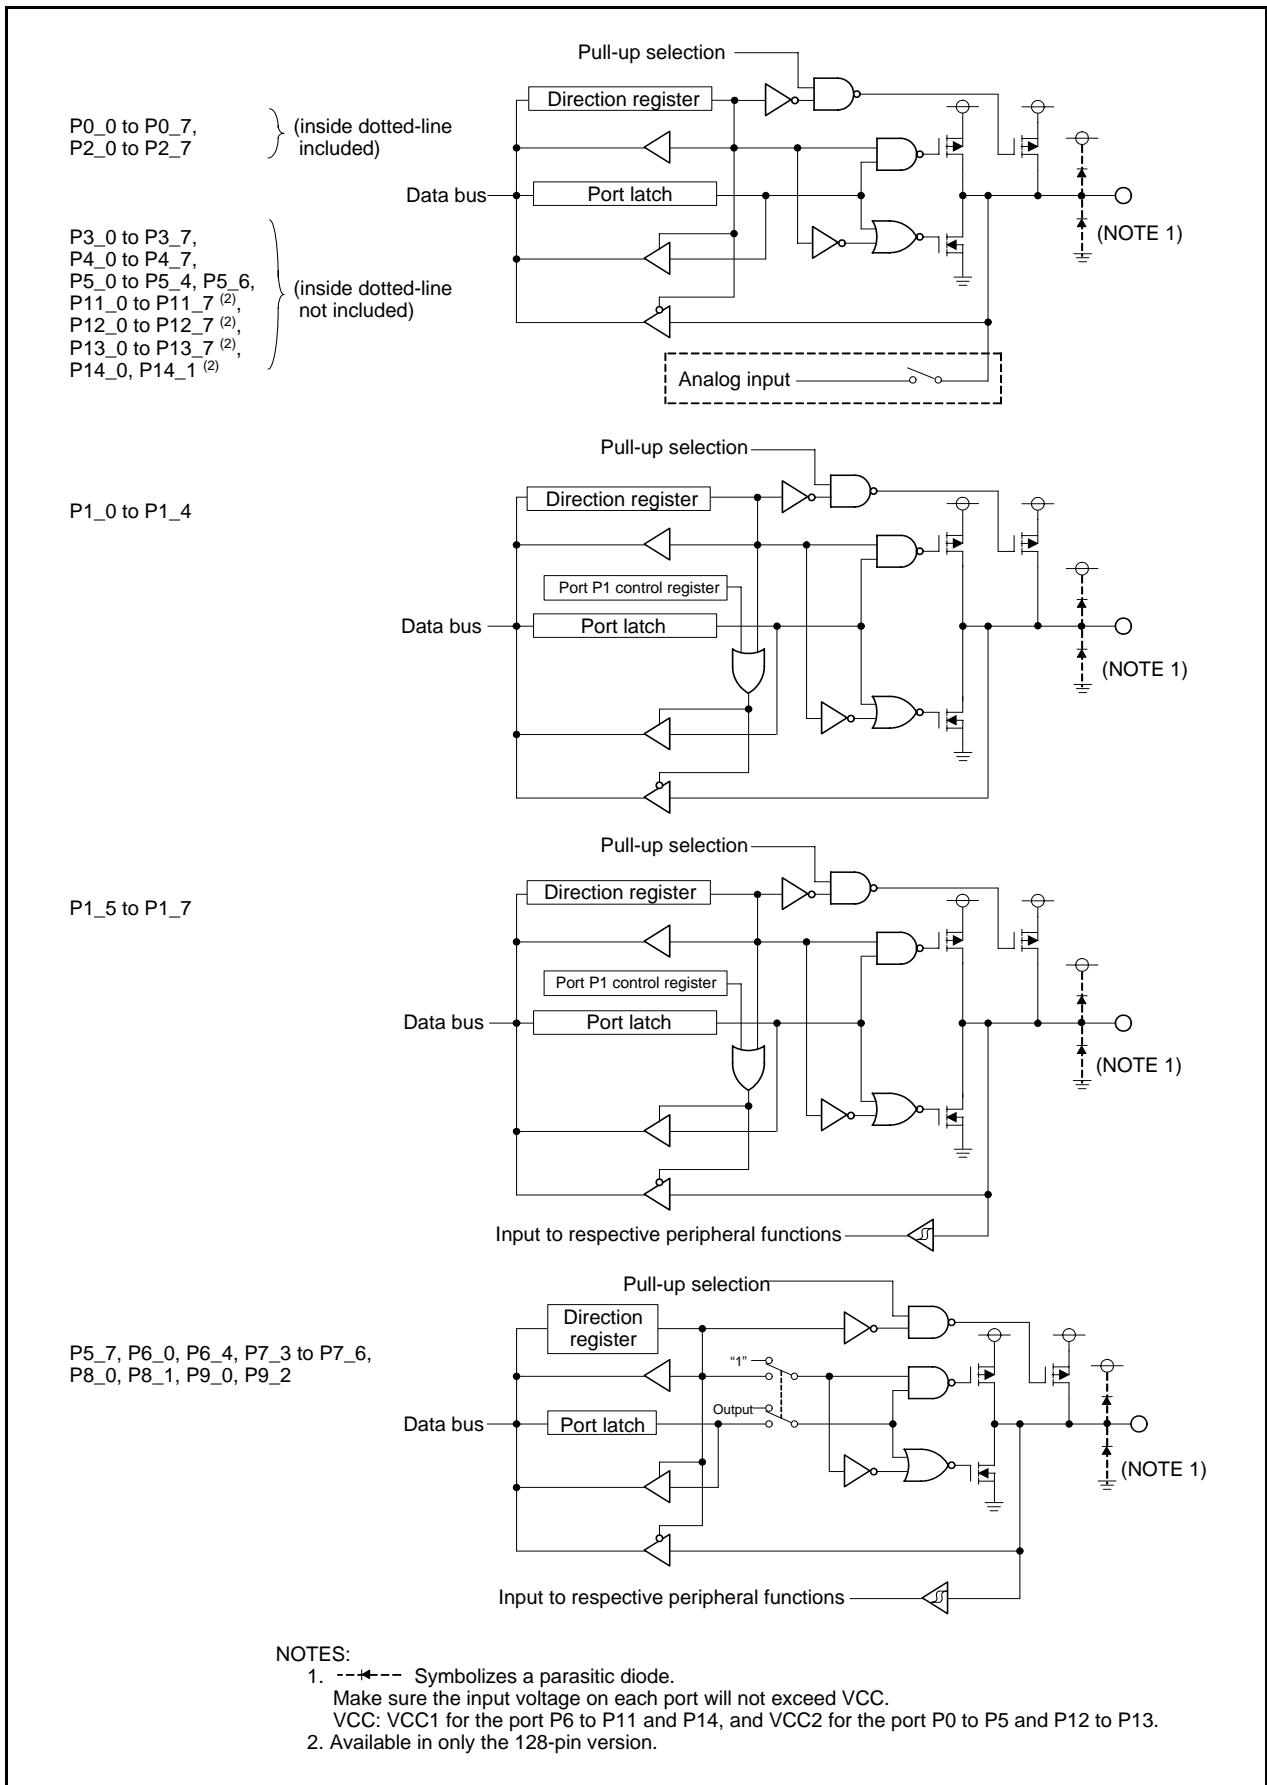 Pull-up selection
Direction register
P0_0 to P0_7,
P2_0 to P2_7
(inside dotted-line
included)
Data bus
Port latch
(NOTE 1)
P3_0 to P3_7,
P4_0 to P4_7,
P5_0 to P5_4, P5_6,
P11_0 to P11_7 (2),
P12_0 to P12_7 (2),
P13_0 to P13_7 (2),
P14_0, P14_1 (2)
(inside dotted-line
not included)
Analog input
Pull-up selection
Direction register
P1_0 to P1_4
Port P1 control register
Data bus
Port latch
(NOTE 1)
Pull-up selection
Direction register
P1_5 to P1_7
Port P1 control register
Data bus
Port latch
(NOTE 1)
Input to respective peripheral functions
Pull-up selection
Direction
register
P5_7, P6_0, P6_4, P7_3 to P7_6,
P8_0, P8_1, P9_0, P9_2
“1”
Output
Data bus
Port latch
(NOTE 1)
Input to respective peripheral functions
NOTES:
1. Symbolizes a parasitic diode.
Make sure the input voltage on each port will not exceed VCC.
VCC: VCC1 for the port P6 to P11 and P14, and VCC2 for the port P0 to P5 and P12 to P13.
2. Available in only the 128-pin version.